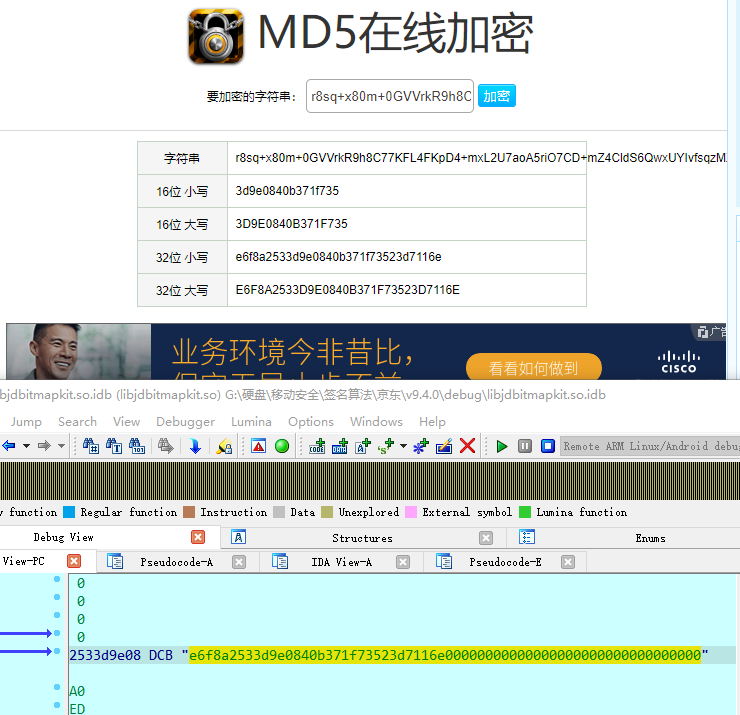 MD5在线加密
要加密的字符串： r8sq+x80m+0GVVrkR9h8C 加密
字符串 r8sq+x80m+0GVVrkR9h8C77KFL4FKpD4+mxL2U7aoA5riO7CD+mZ4CIdS6QwxUYIvfsqzM
16位 小写 3d9e0840b371f735
16位 大写 3D9E0840B371F735
32位 小写 e6f8a2533d9e0840b371f73523d7116e
32位 大写 E6F8A2533D9E0840B371F73523D7116E
业务环境今非昔比，
看看如何做到
广告
CISCO
bjdbitmapkit.so.idb (libjdbitmapkit.so) G:\硬盘\移动安全\签名算法\京东\v9.4.0\debug\libjdbitmapkit.so.idb
Jump Search View Debugger Lumina Options Windows Help
Remote ARM Linux/Android debu
y function Regular function Instruction Data Unexplored External symbol Lumina function
Debug View Structures Enums
View-PC Pseudocode-A IDA View-A Pseudocode-E
0
0
0
0
2533d9e08 DCB "e6f8a2533d9e0840b371f73523d7116e00000000000000000000000000000000"
A0
ED